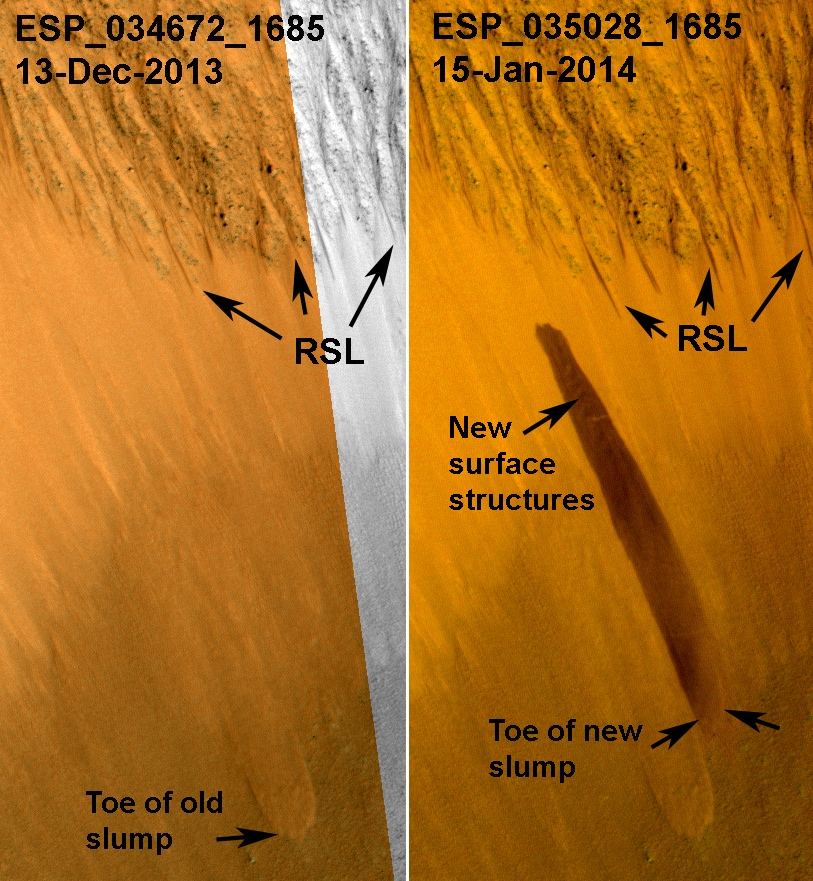 ESP_034672_1685
13-Dec-2013
RSL
Toe of old
slump
ESP_035028_1685
15-Jan-2014
RSL
New
surface
structures
Toe of new
slump